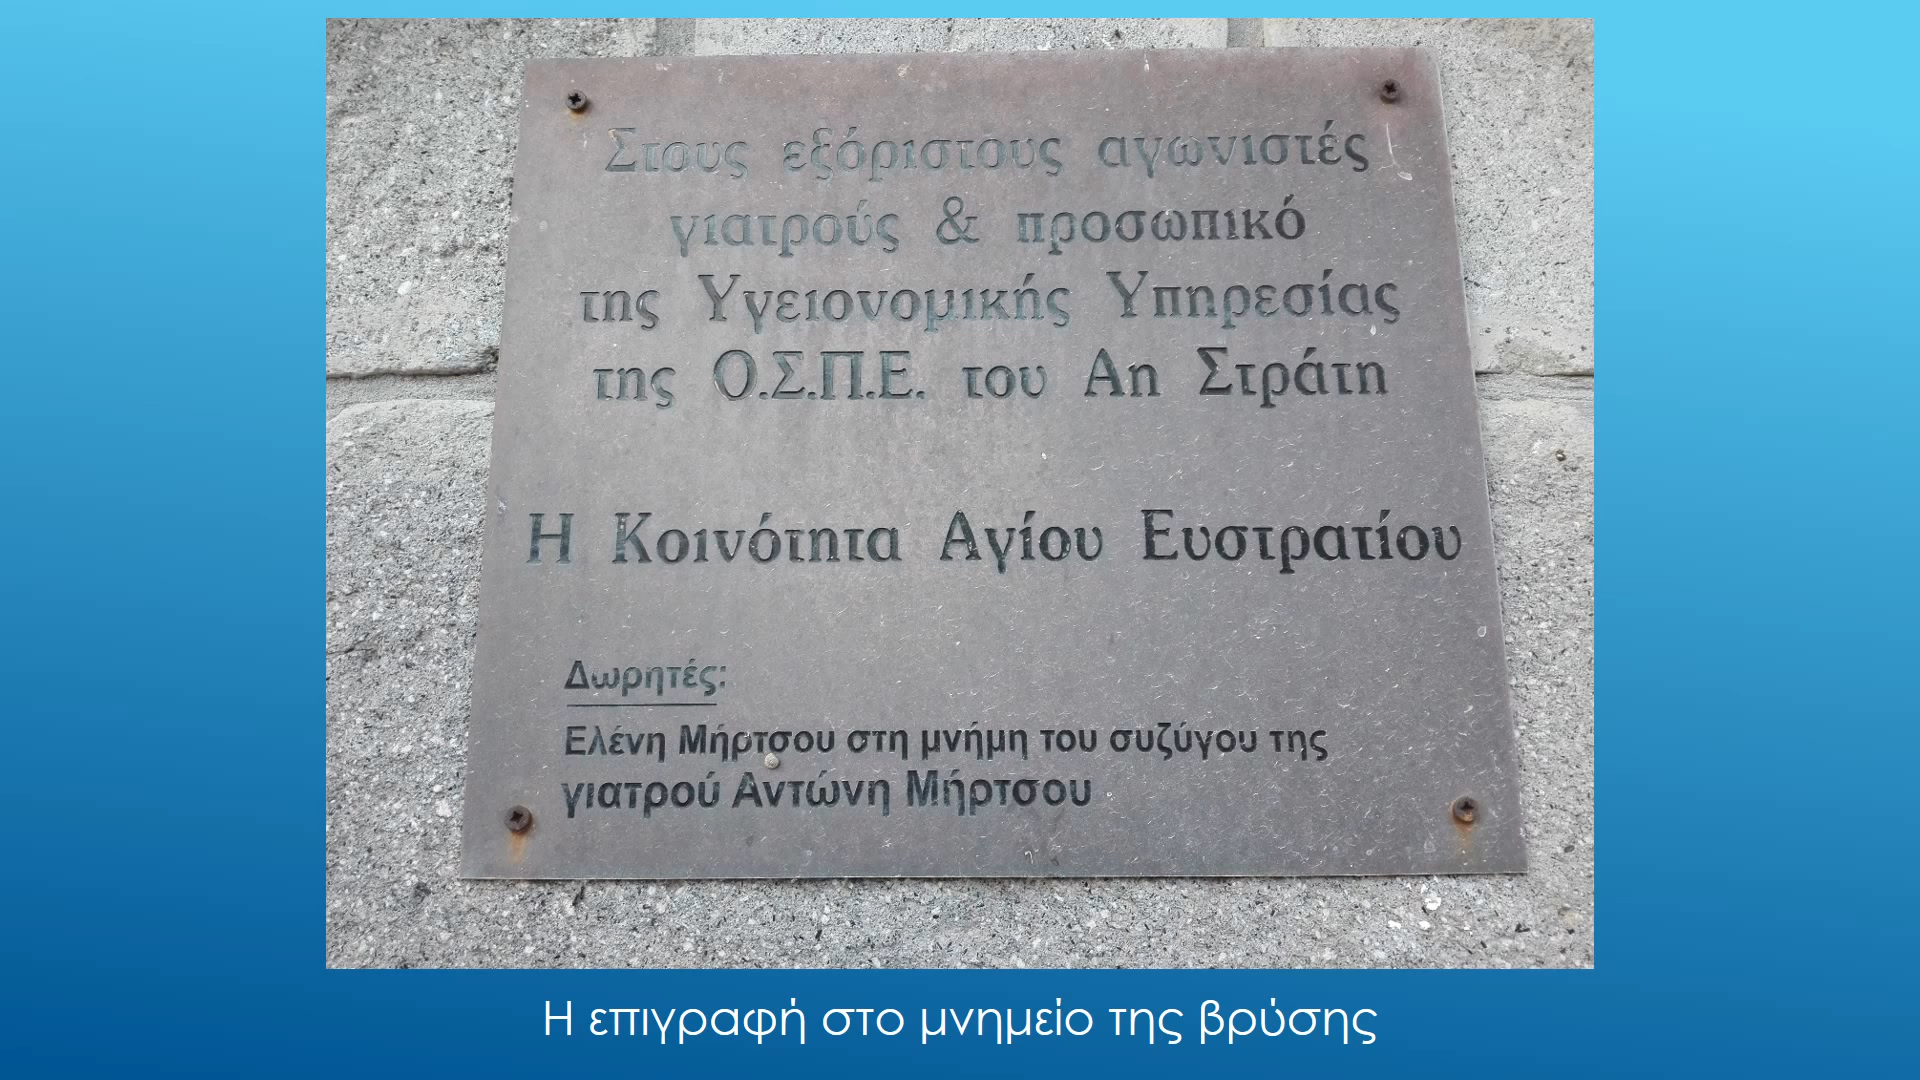 Στους εξόριστους αγωνιστές
γιατρούς & προσωπικό
της Υγειονομικής Υπηρεσίας
της Ο.Σ.Π.Ε. του Αη Στράτη
Η Κοινότητα Αγίου Ευστρατίου
Δωρητές:
Ελένη Μήρτσου στη μνήμη του συζύγου της
γιατρού Αντώνη Μήρτσου
Η επιγραφή στο μνημείο της βρύσης